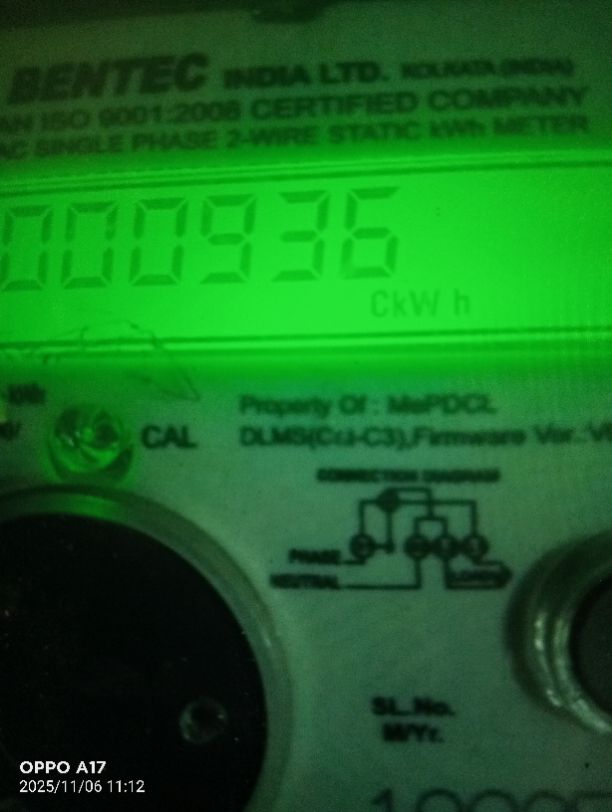 BENTEC INDIA LTD. KOLKATA (INDIA)
AN ISO 9001:2008 CERTIFIED COMPANY
AC SINGLE PHASE 2-WIRE STATIC kWh METER
000936
CkW h
CAL
Property Of : MePDCL
DLMS(Cat-C3),Firmware Ver.:
CONNECTION DIAGRAM
PHASE
NEUTRAL
LOAD
SL.No.
M/Yr.
OPPO A17
2025/11/06 11:12